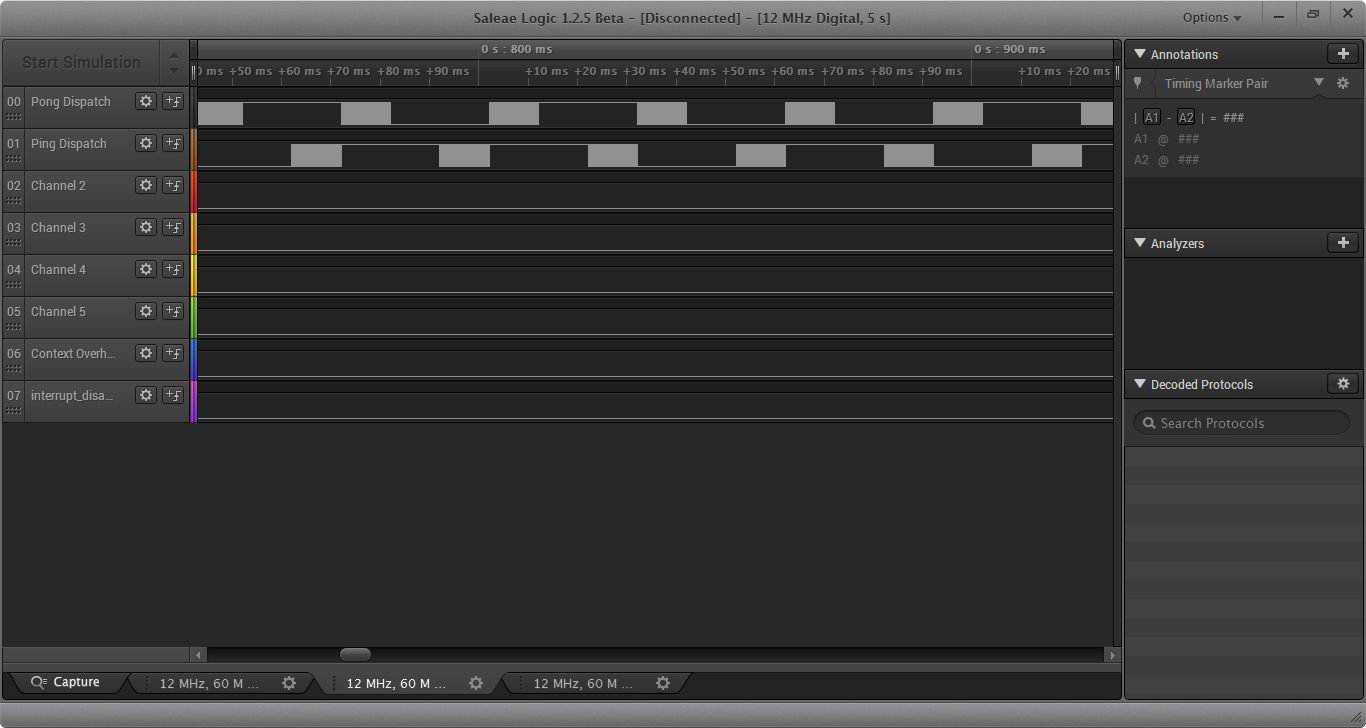 Saleae Logic 1.2.5 Beta - [Disconnected] - [12 MHz Digital, 5 s]
Options
Start Simulation
0 s : 800 ms
0 s : 900 ms
0 ms +50 ms +60 ms +70 ms +80 ms +90 ms +10 ms +20 ms +30 ms +40 ms +50 ms +60 ms +70 ms +80 ms +90 ms +10 ms +20 ms
00 Pong Dispatch
01 Ping Dispatch
02 Channel 2
03 Channel 3
04 Channel 4
05 Channel 5
06 Context Overh...
07 interrupt_disa...
Annotations
Timing Marker Pair
| A1 - A2 | = ###
A1 @ ###
A2 @ ###
Analyzers
Decoded Protocols
Search Protocols
Capture
12 MHz, 60 M ...
12 MHz, 60 M ...
12 MHz, 60 M ...